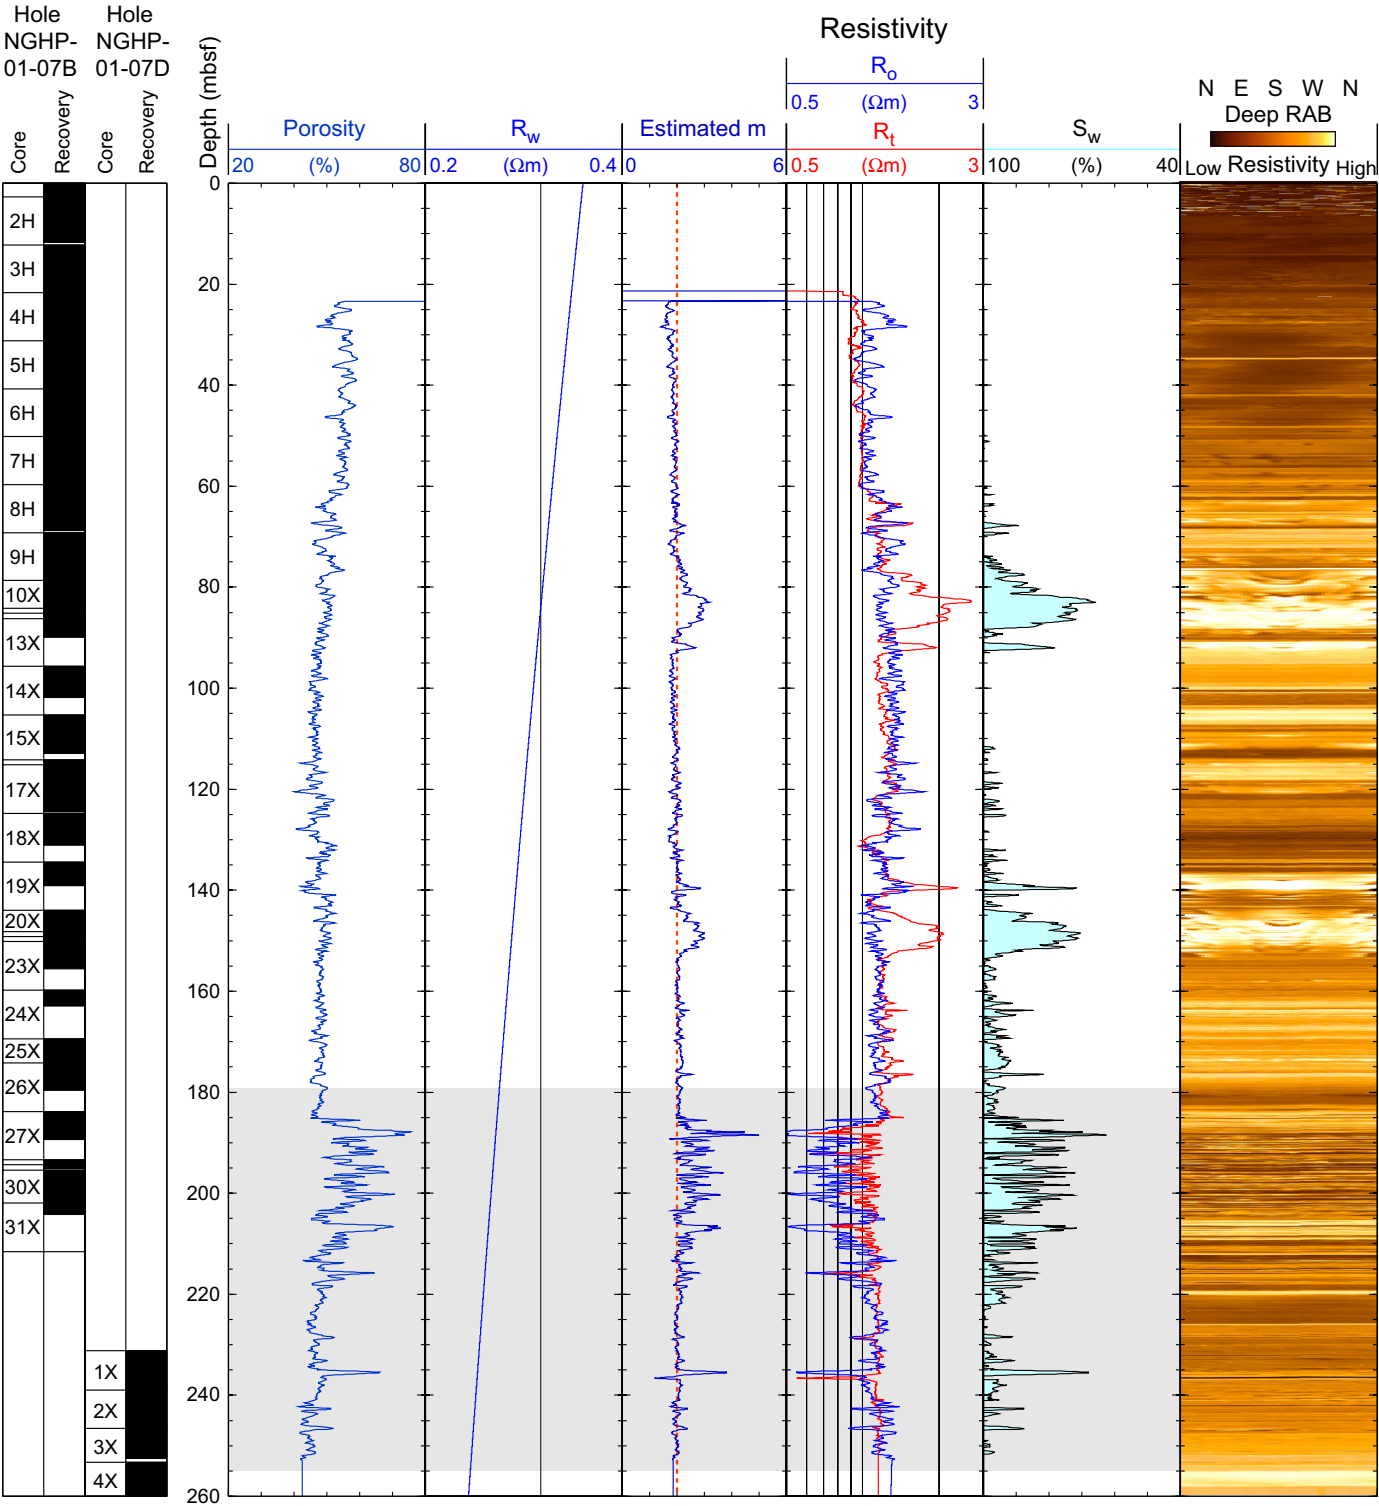 Hole
NGHP-
01-07B
Hole
NGHP-
01-07D
Core
Recovery
Core
Recovery
Depth (mbsf)
Resistivity
Porosity
20 (%) 80
Rw
0.2 (Ωm) 0.4
Estimated m
0 6
Ro
0.5 (Ωm) 3
Rt
0.5 (Ωm) 3
Sw
100 (%) 40
N E S W N
Deep RAB
Low Resistivity High
0
20
40
60
80
100
120
140
160
180
200
220
240
260
2H
3H
4H
5H
6H
7H
8H
9H
10X
13X
14X
15X
17X
18X
19X
20X
23X
24X
25X
26X
27X
30X
31X
1X
2X
3X
4X